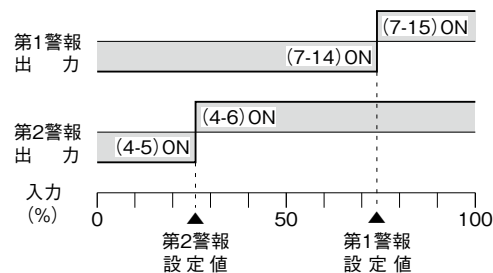 (7-15)ON
第1警報
出 力
(7-14)ON
(4-6)ON
第2警報
出 力
(4-5)ON
入力
(%)
0 50 100
第2警報
設定値
第1警報
設定値